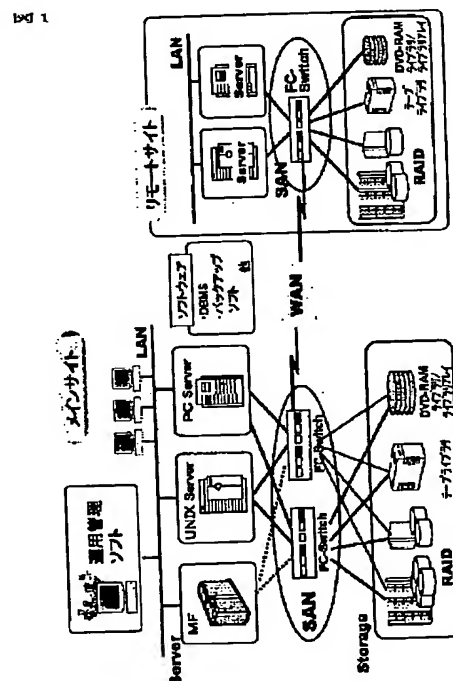 図1
メインサイト
運用管理
ソフト
LAN
Server
MF
UNIX Server
PC Server
ソフトウェア
・DBMS
・バックアップ
ソフト
他
SAN
FC-Switch
FC-Switch
WAN
Storage
RAID
テープライブラリ
DVD-RAM
ライブラリ/
ライブラリアレイ
リモートサイト
LAN
Server
Server
SAN
FC-
Switch
RAID
テープ
ライブラリ
DVD-RAM
ライブラリ/
ライブラリアレイ